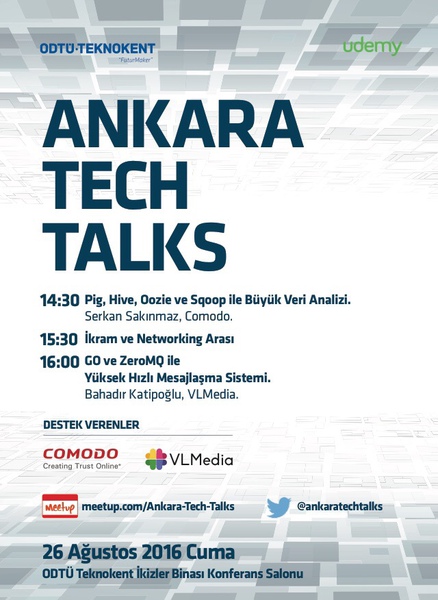 ODTÜ-TEKNOKENT
"FuturMaker"
udemy
ANKARA
TECH
TALKS
14:30 Pig, Hive, Oozie ve Sqoop ile Büyük Veri Analizi.
Serkan Sakınmaz, Comodo.
15:30 İkram ve Networking Arası
16:00 GO ve ZeroMQ ile
Yüksek Hızlı Mesajlaşma Sistemi.
Bahadır Katipoğlu, VLMedia.
DESTEK VERENLER
COMODO
Creating Trust Online®
VLMedia
Meetup meetup.com/Ankara-Tech-Talks
@ankaratechtalks
26 Ağustos 2016 Cuma
ODTÜ Teknokent İkizler Binası Konferans Salonu